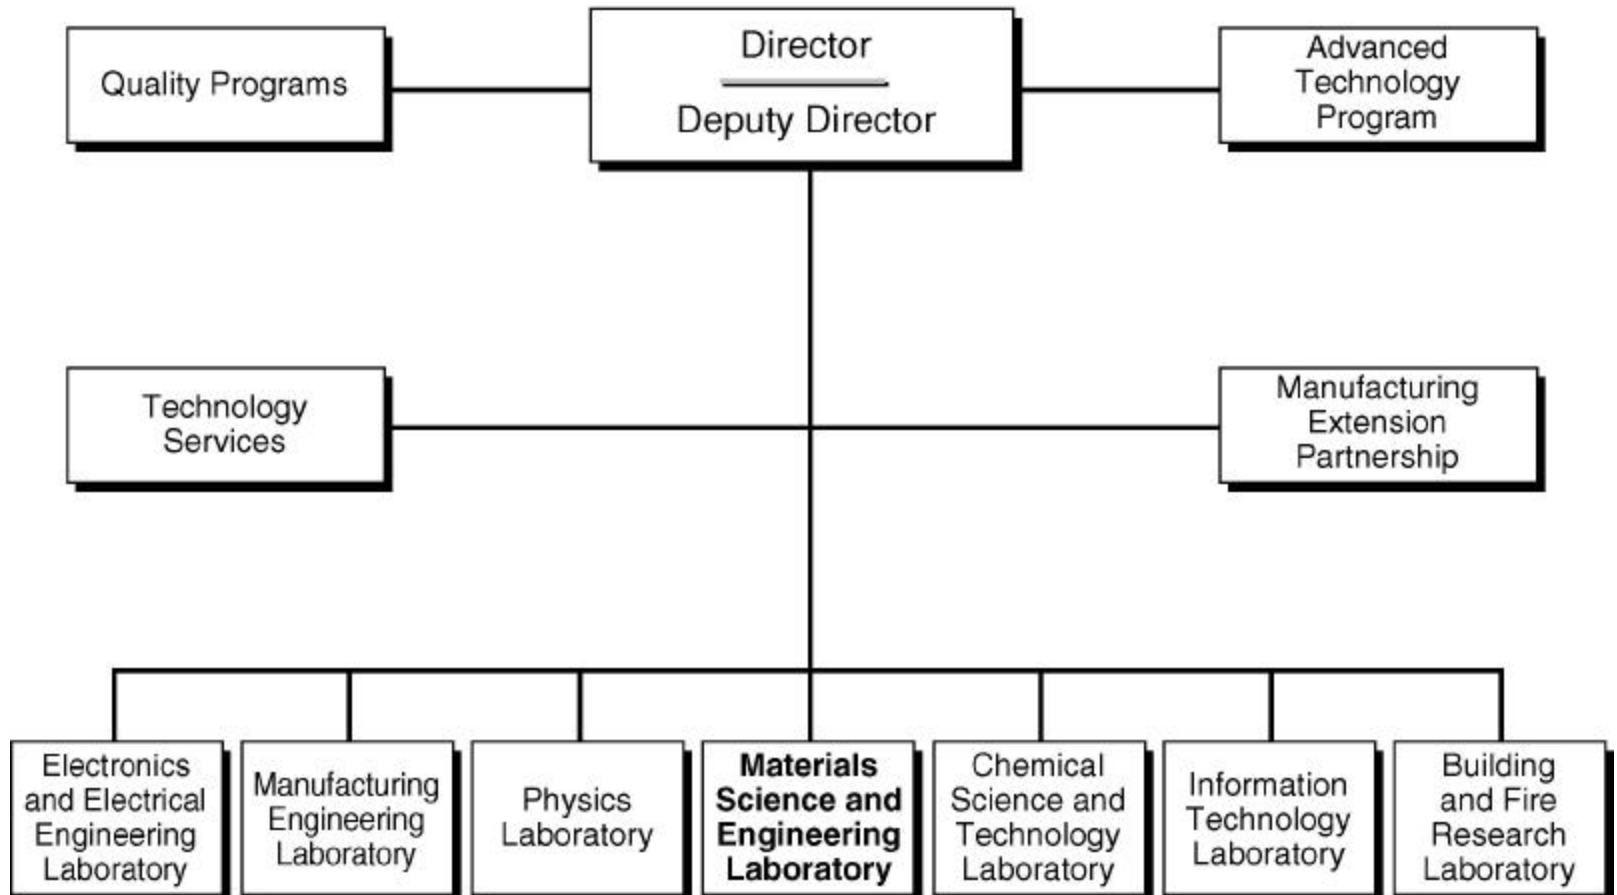 Quality Programs
Director
Deputy Director
Advanced
Technology
Program
Technology
Services
Manufacturing
Extension
Partnership
Electronics
and Electrical
Engineering
Laboratory
Manufacturing
Engineering
Laboratory
Physics
Laboratory
Materials
Science and
Engineering
Laboratory
Chemical
Science and
Technology
Laboratory
Information
Technology
Laboratory
Building
and Fire
Research
Laboratory